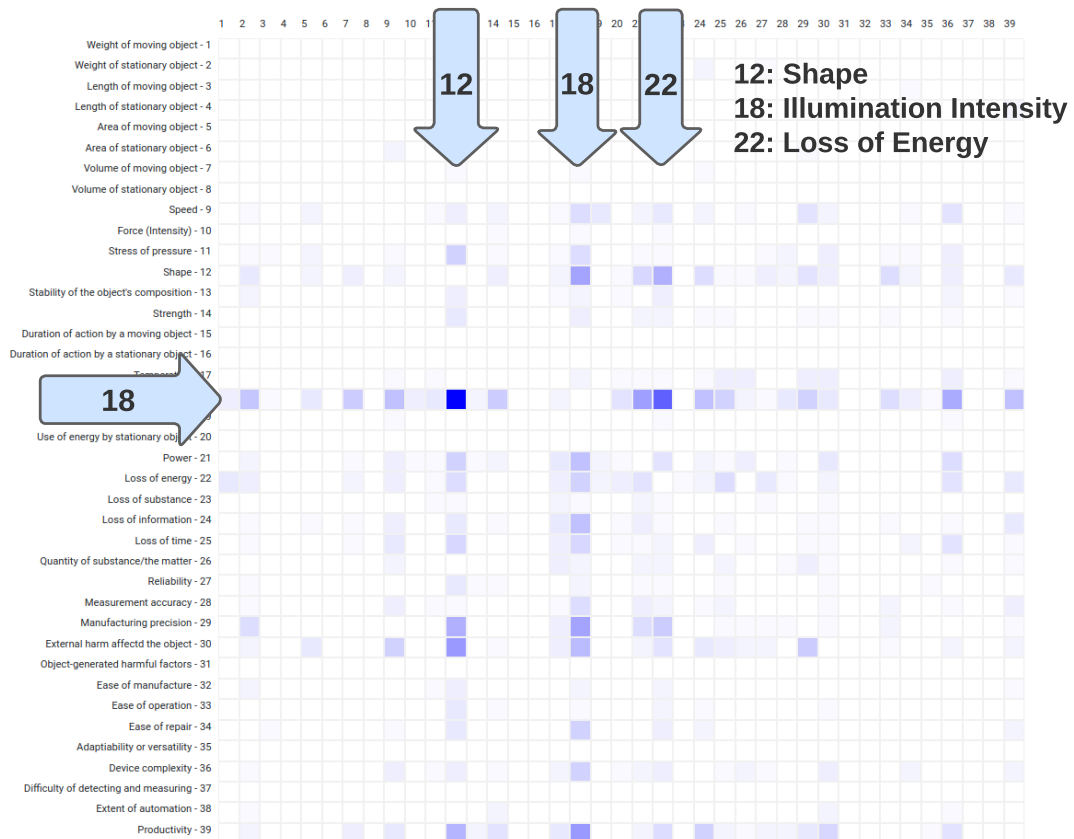 1 2 3 4 5 6 7 8 9 10 14 15 16 20 24 25 26 27 28 29 30 31 32 33 34 35 36 37 38 39
12
18
22
12: Shape
18: Illumination Intensity
22: Loss of Energy
Weight of moving object - 1
Weight of stationary object - 2
Length of moving object - 3
Length of stationary object - 4
Area of moving object - 5
Area of stationary object - 6
Volume of moving object - 7
Volume of stationary object - 8
Speed - 9
Force (Intensity) - 10
Stress of pressure - 11
Shape - 12
Stability of the object's composition - 13
Strength - 14
Duration of action by a moving object - 15
Duration of action by a stationary object - 16
17
18
Use of energy by stationary object - 20
Power - 21
Loss of energy - 22
Loss of substance - 23
Loss of information - 24
Loss of time - 25
Quantity of substance/the matter - 26
Reliability - 27
Measurement accuracy - 28
Manufacturing precision - 29
External harm affectd the object - 30
Object-generated harmful factors - 31
Ease of manufacture - 32
Ease of operation - 33
Ease of repair - 34
Adaptiability or versatility - 35
Device complexity - 36
Difficulty of detecting and measuring - 37
Extent of automation - 38
Productivity - 39